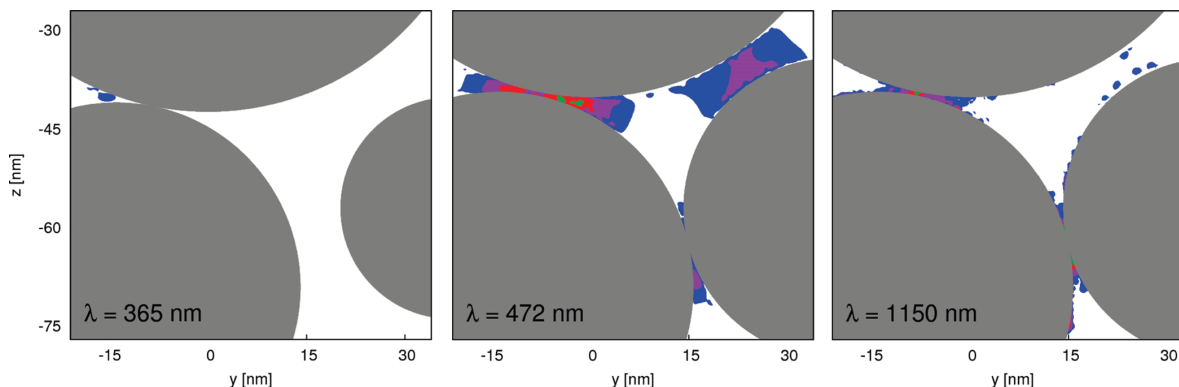 -30
-45
-60
-75
z [nm]
λ = 365 nm
-15 0 15 30
y [nm]
λ = 472 nm
-15 0 15 30
y [nm]
λ = 1150 nm
-15 0 15 30
y [nm]